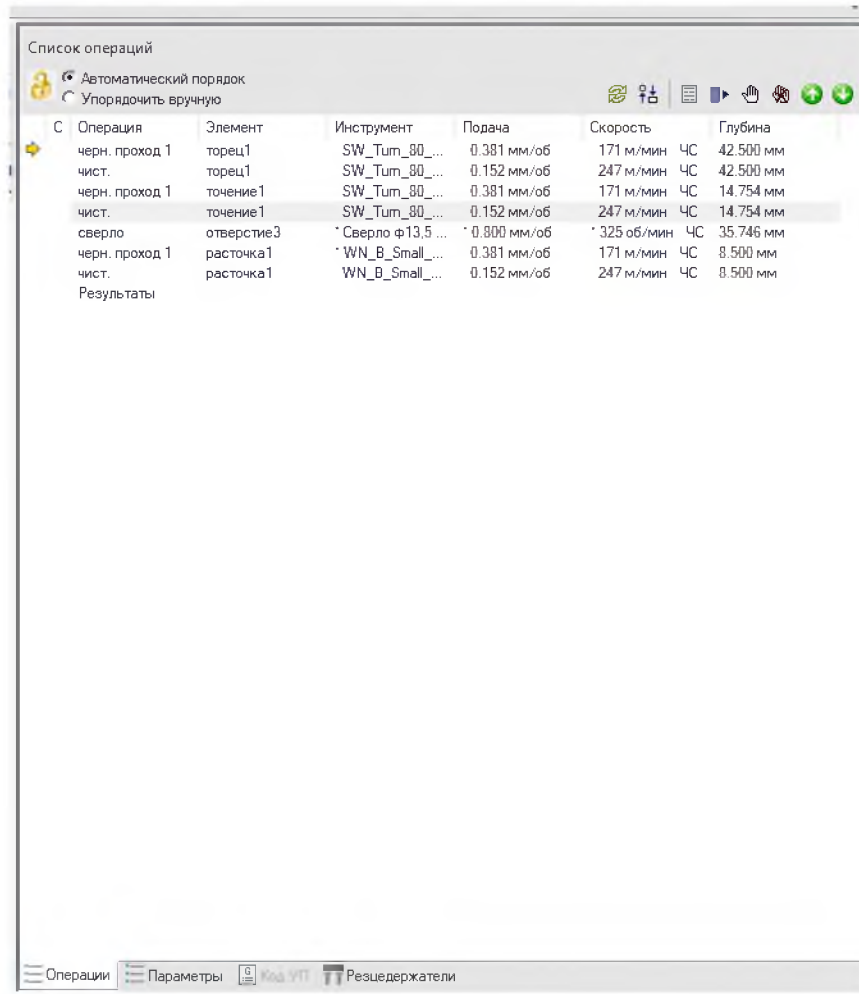 Список операций
Автоматический порядок
Упорядочить вручную
С Операция Элемент Инструмент Подача Скорость Глубина
черн. проход 1 торец1 SW_Turn_80_... 0.381 мм/об 171 м/мин ЧС 42.500 мм
чист. торец1 SW_Turn_80_... 0.152 мм/об 247 м/мин ЧС 42.500 мм
черн. проход 1 точение1 SW_Turn_80_... 0.381 мм/об 171 м/мин ЧС 14.754 мм
чист. точение1 SW_Turn_80_... 0.152 мм/об 247 м/мин ЧС 14.754 мм
сверло отверстие3 * Сверло ф13,5 ... * 0.800 мм/об * 325 об/мин ЧС 35.746 мм
черн. проход 1 расточка1 * WN_B_Small_... 0.381 мм/об 171 м/мин ЧС 8.500 мм
чист. расточка1 WN_B_Small_... 0.152 мм/об 247 м/мин ЧС 8.500 мм
Результаты
Операции Параметры G Код УП Резцедержатели